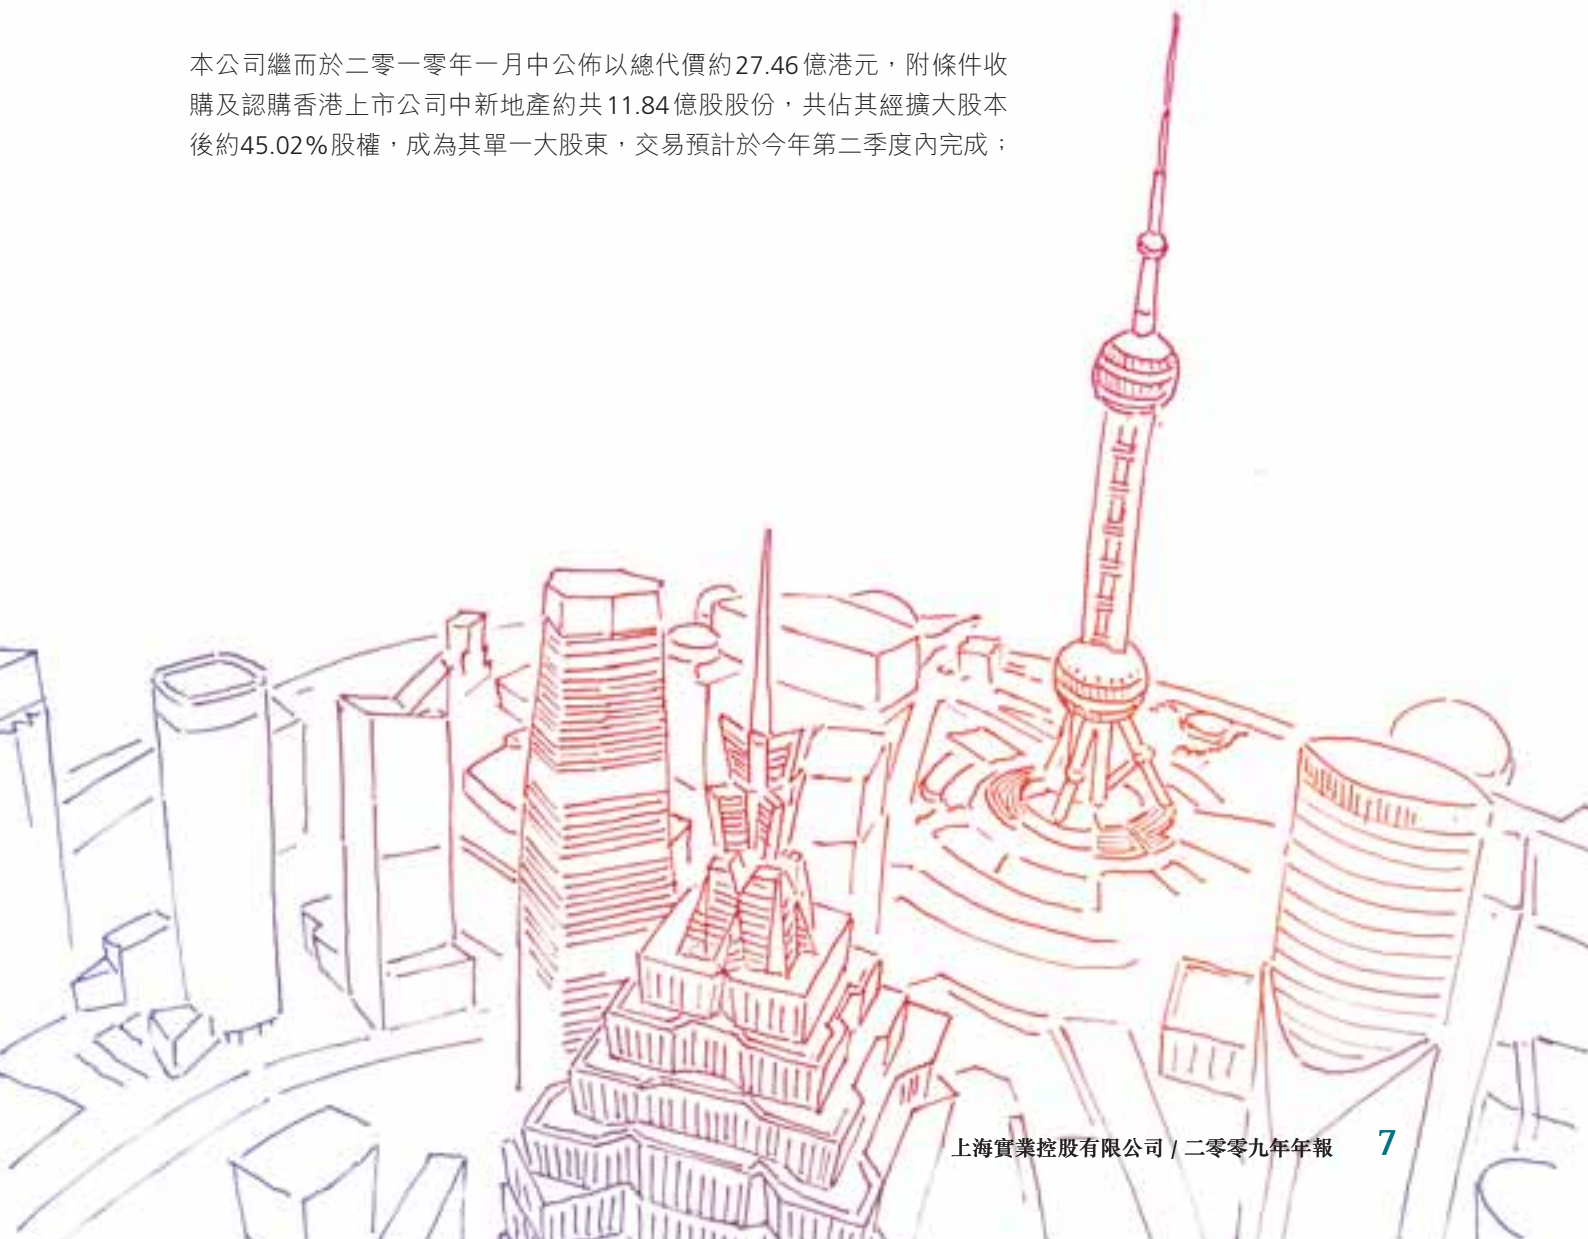 本公司繼而於二零一零年一月中公佈以總代價約27.46億港元，附條件收
購及認購香港上市公司中新地產約共11.84億股股份，共佔其經擴大股本
後約45.02%股權，成為其單一大股東，交易預計於今年第二季度內完成；
上海實業控股有限公司 / 二零零九年年報 7